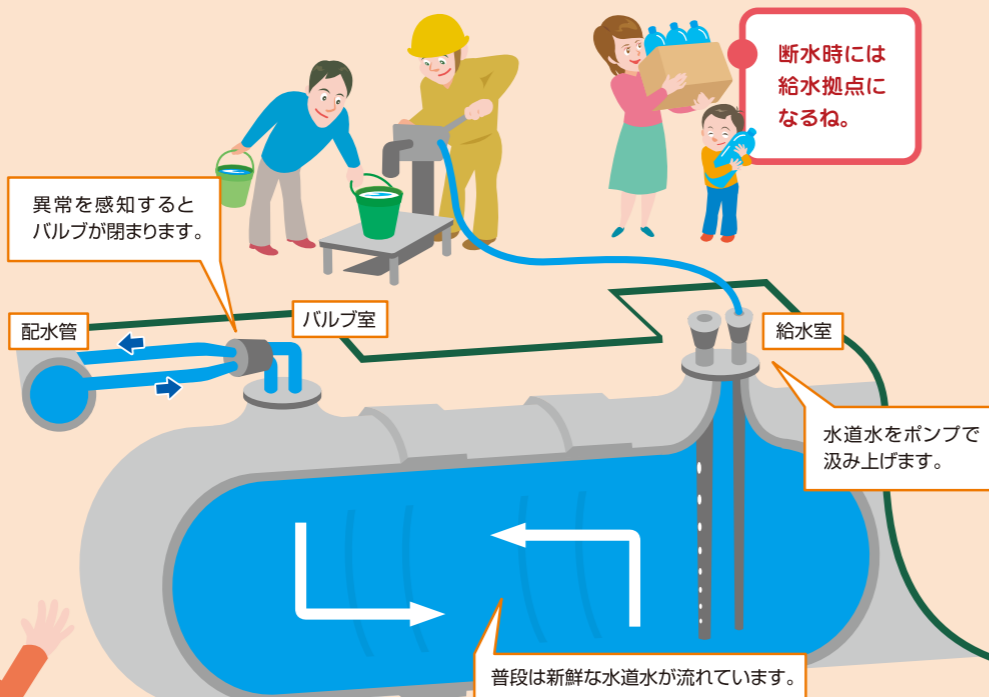 断水時には
給水拠点に
なるね。
異常を感知すると
バルブが閉まります。
配水管
バルブ室
給水室
水道水をポンプで
汲み上げます。
普段は新鮮な水道水が流れています。